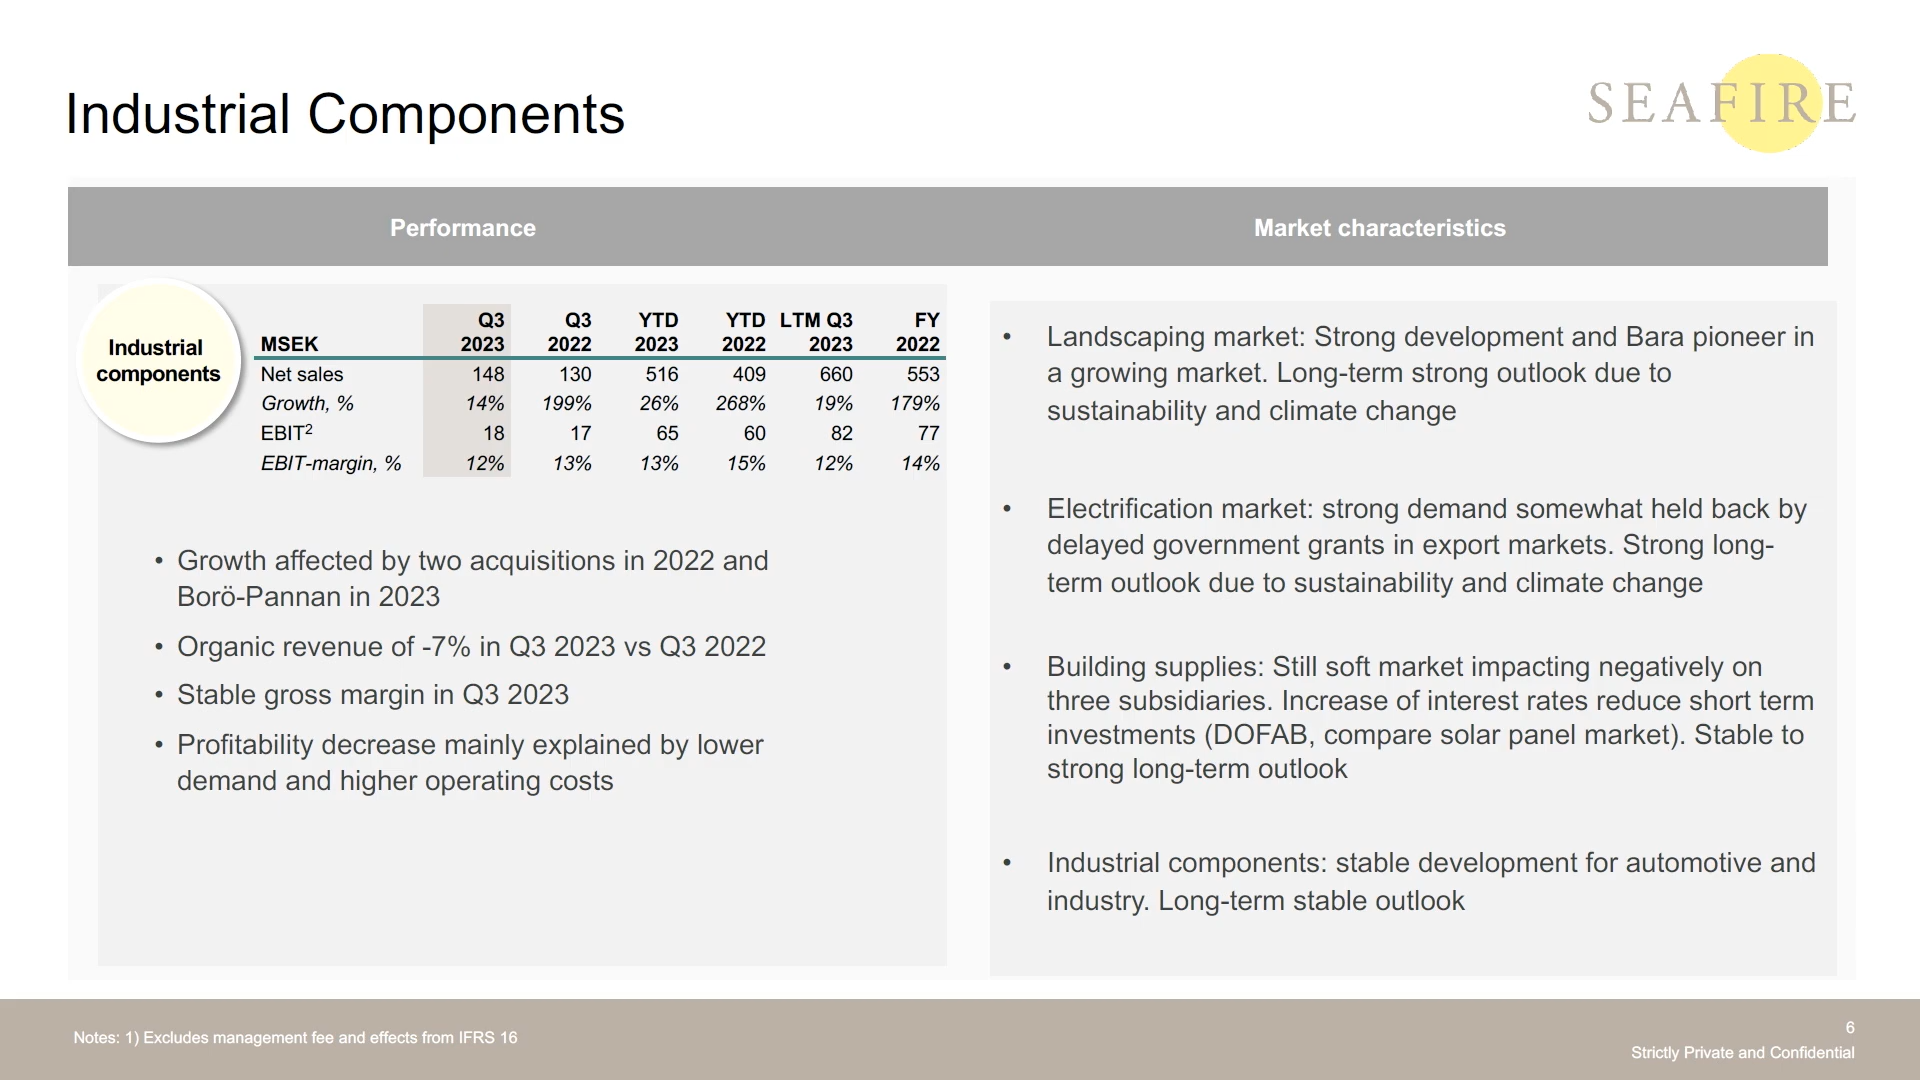 Industrial Components
SEAFIRE
Performance
Market characteristics
Industrial
components
MSEK Q3 2023 Q3 2022 YTD 2023 YTD 2022 LTM Q3 2023 FY 2022
Net sales 148 130 516 409 660 553
Growth, % 14% 199% 26% 268% 19% 179%
EBIT2 18 17 65 60 82 77
EBIT-margin, % 12% 13% 13% 15% 12% 14%
• Growth affected by two acquisitions in 2022 and
Borö-Pannan in 2023
• Organic revenue of -7% in Q3 2023 vs Q3 2022
• Stable gross margin in Q3 2023
• Profitability decrease mainly explained by lower
demand and higher operating costs
• Landscaping market: Strong development and Bara pioneer in
a growing market. Long-term strong outlook due to
sustainability and climate change
• Electrification market: strong demand somewhat held back by
delayed government grants in export markets. Strong long-
term outlook due to sustainability and climate change
• Building supplies: Still soft market impacting negatively on
three subsidiaries. Increase of interest rates reduce short term
investments (DOFAB, compare solar panel market). Stable to
strong long-term outlook
• Industrial components: stable development for automotive and
industry. Long-term stable outlook
Notes: 1) Excludes management fee and effects from IFRS 16
6
Strictly Private and Confidential